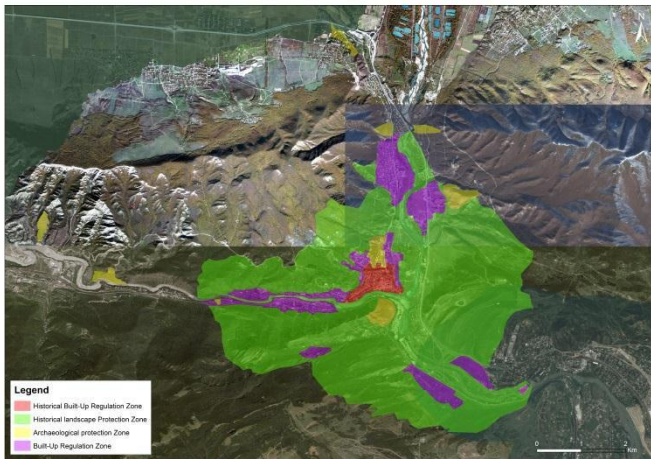 Legend
Historical Built-Up Regulation Zone
Historical landscape Protection Zone
Archaeological protection Zone
Built-Up Regulation Zone
0 1 2
Km